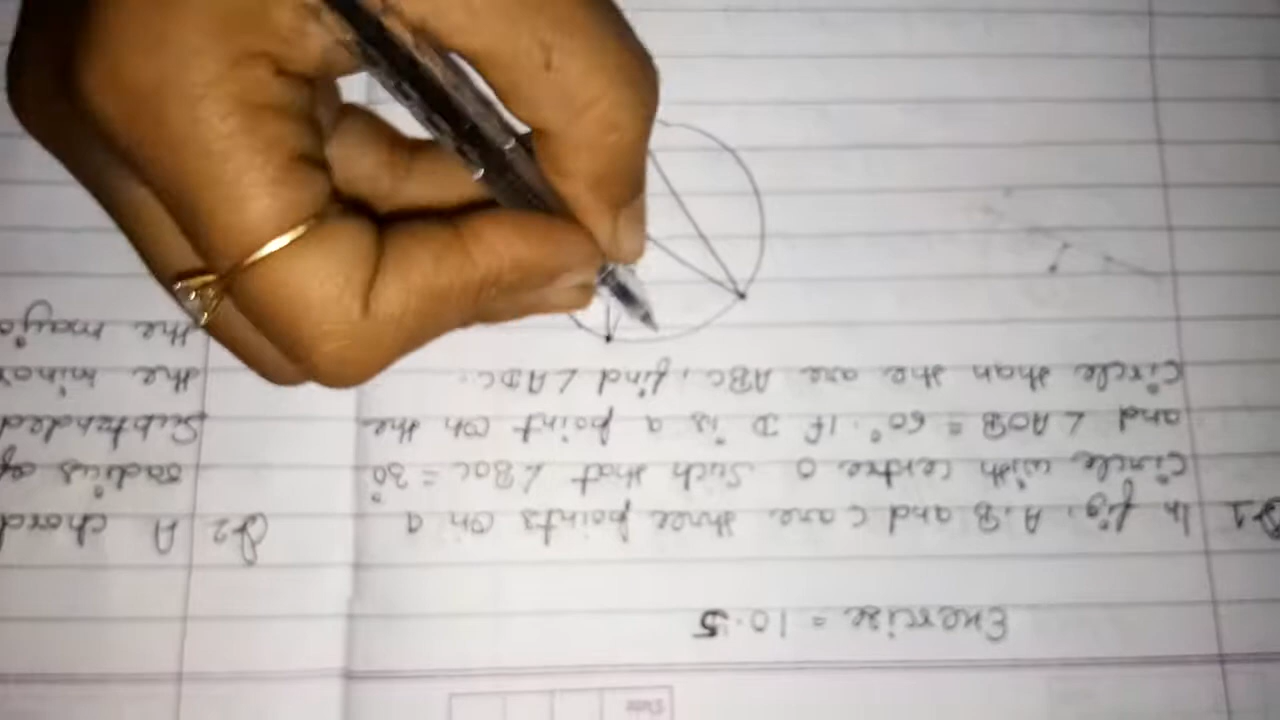 Date
Exercise = 10.5
Q1 In fig. A.B and C are three points on a
circle with centre O such that ∠BOC = 30°
and ∠AOB = 60°. If D is a point on the
circle than the arc ABC, find ∠ADC.
Q2 A chord
radius of
Subtended
the minor
the majo